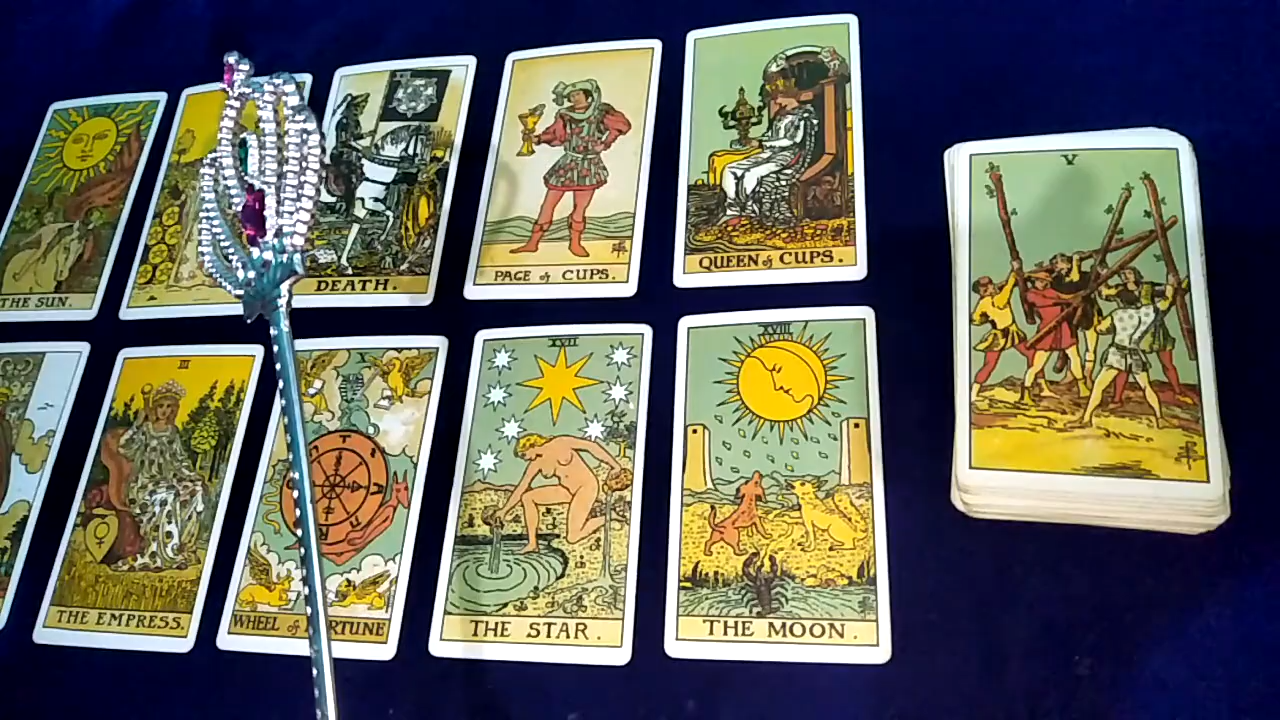 THE SUN.
DEATH.
PAGE of CUPS.
QUEEN of CUPS.
V
III
X
XVII
XVIII
THE EMPRESS.
WHEEL of
THE STAR.
THE MOON.